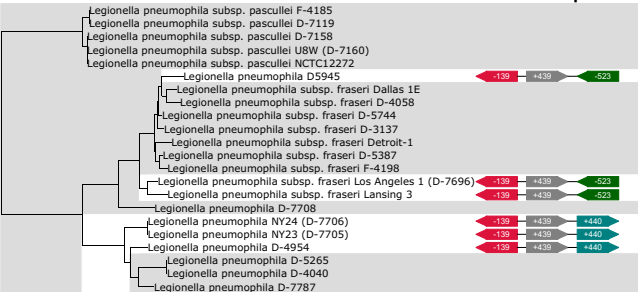 Legionella pneumophila subsp. pascullei F-4185
Legionella pneumophila subsp. pascullei D-7119
Legionella pneumophila subsp. pascullei D-7158
Legionella pneumophila subsp. pascullei U8W (D-7160)
Legionella pneumophila subsp. pascullei NCTC12272
Legionella pneumophila D5945 -139 +439 -523
Legionella pneumophila subsp. fraseri Dallas 1E
Legionella pneumophila subsp. fraseri D-4058
Legionella pneumophila subsp. fraseri D-5744
Legionella pneumophila subsp. fraseri D-3137
Legionella pneumophila subsp. fraseri Detroit-1
Legionella pneumophila subsp. fraseri D-5387
Legionella pneumophila subsp. fraseri F-4198
Legionella pneumophila subsp. fraseri Los Angeles 1 (D-7696) -139 +439 -523
Legionella pneumophila subsp. fraseri Lansing 3 -139 +439 -523
Legionella pneumophila D-7708
Legionella pneumophila NY24 (D-7706) -139 +439 +440
Legionella pneumophila NY23 (D-7705) -139 +439 +440
Legionella pneumophila D-4954 -139 +439 +440
Legionella pneumophila D-5265
Legionella pneumophila D-4040
Legionella pneumophila D-7787